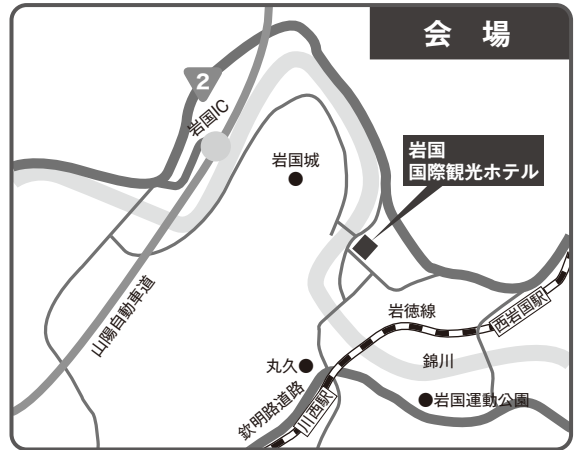 会 場
2
岩国IC
岩国城
岩国
国際観光ホテル
山陽自動車道
岩徳線
西岩国駅
丸久
錦川
欽明路道路
川西駅
岩国運動公園